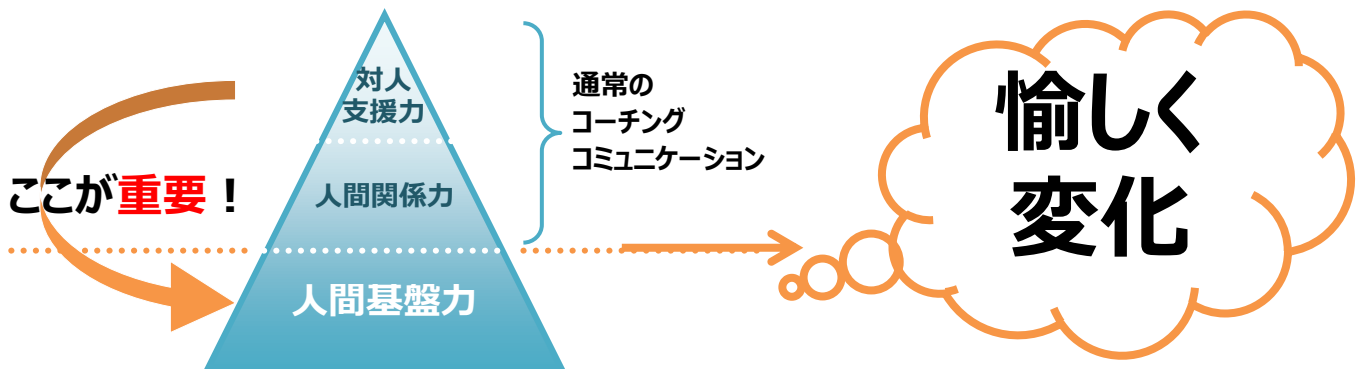 対人
支援力
人間関係力
人間基盤力
ここが重要！
通常の
コーチング
コミュニケーション
愉しく
変化